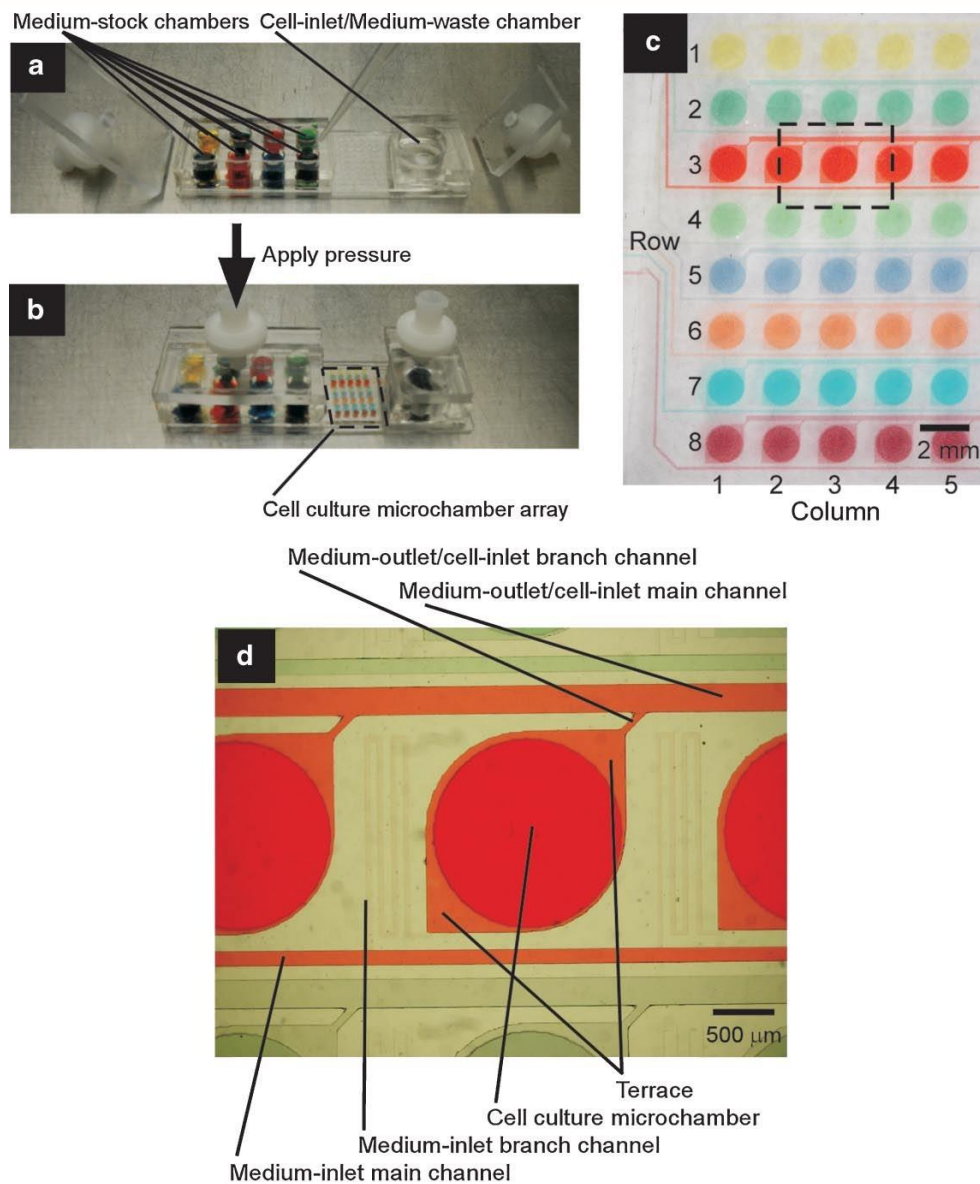 Medium-stock chambers
Cell-inlet/Medium-waste chamber
a
Apply pressure
b
Cell culture microchamber array
c
1
2
3
4
Row
5
6
7
8
2 mm
1 2 3 4 5
Column
Medium-outlet/cell-inlet branch channel
Medium-outlet/cell-inlet main channel
d
500 μm
Terrace
Cell culture microchamber
Medium-inlet branch channel
Medium-inlet main channel